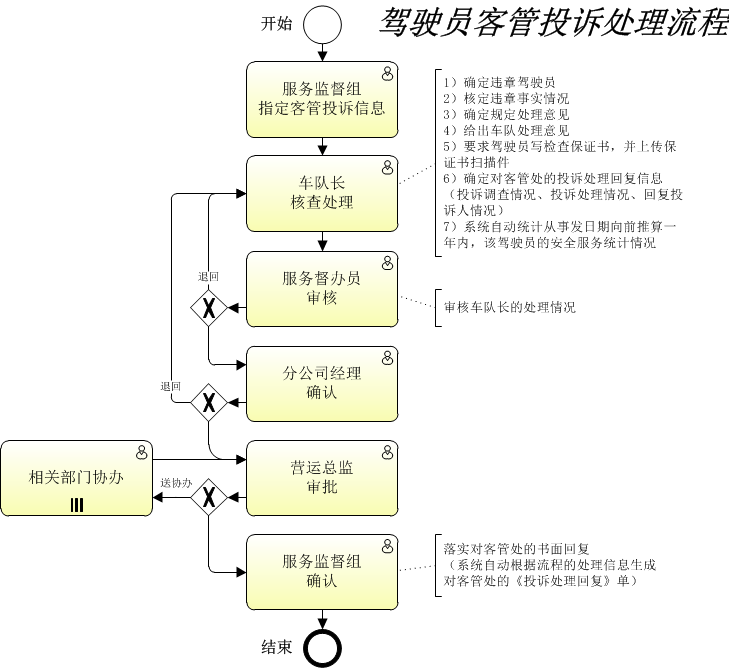 驾驶员客管投诉处理流程
开始
服务监督组
指定客管投诉信息
1）确定违章驾驶员
2）核定违章事实情况
3）确定规定处理意见
4）给出车队处理意见
5）要求驾驶员写检查保证书，并上传保
证书扫描件
6）确定对客管处的投诉处理回复信息
（投诉调查情况、投诉处理情况、回复投
诉人情况）
7）系统自动统计从事发日期向前推算一
年内，该驾驶员的安全服务统计情况
车队长
核查处理
退回
服务督办员
审核
审核车队长的处理情况
分公司经理
确认
退回
相关部门协办
送协办
营运总监
审批
服务监督组
确认
落实对客管处的书面回复
（系统自动根据流程的处理信息生成
对客管处的《投诉处理回复》单）
结束